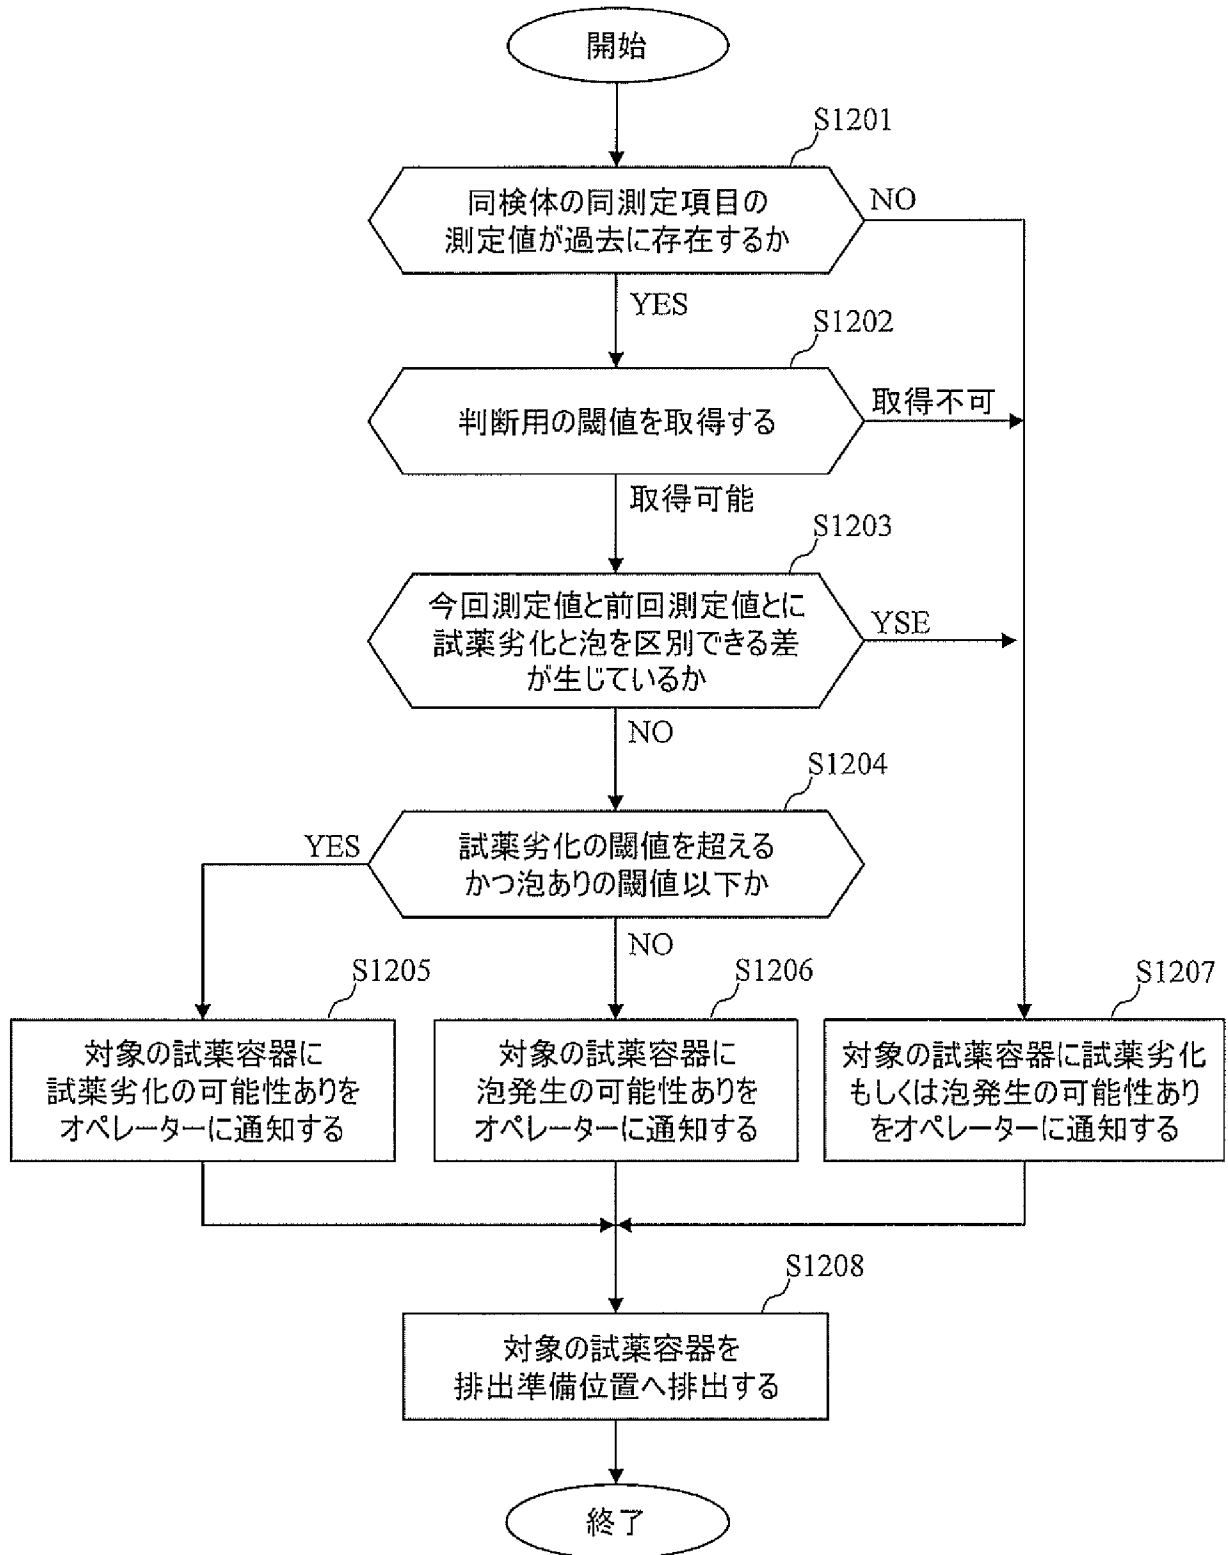 開始
S1201
同検体の同測定項目の
測定値が過去に存在するか
NO
YES
S1202
判断用の閾値を取得する
取得不可
取得可能
S1203
今回測定値と前回測定値とに
試薬劣化と泡を区別できる差
が生じているか
YSE
NO
S1204
試薬劣化の閾値を超える
かつ泡ありの閾値以下か
YES
NO
S1205
対象の試薬容器に
試薬劣化の可能性ありを
オペレーターに通知する
S1206
対象の試薬容器に
泡発生の可能性ありを
オペレーターに通知する
S1207
対象の試薬容器に試薬劣化
もしくは泡発生の可能性あり
をオペレーターに通知する
S1208
対象の試薬容器を
排出準備位置へ排出する
終了